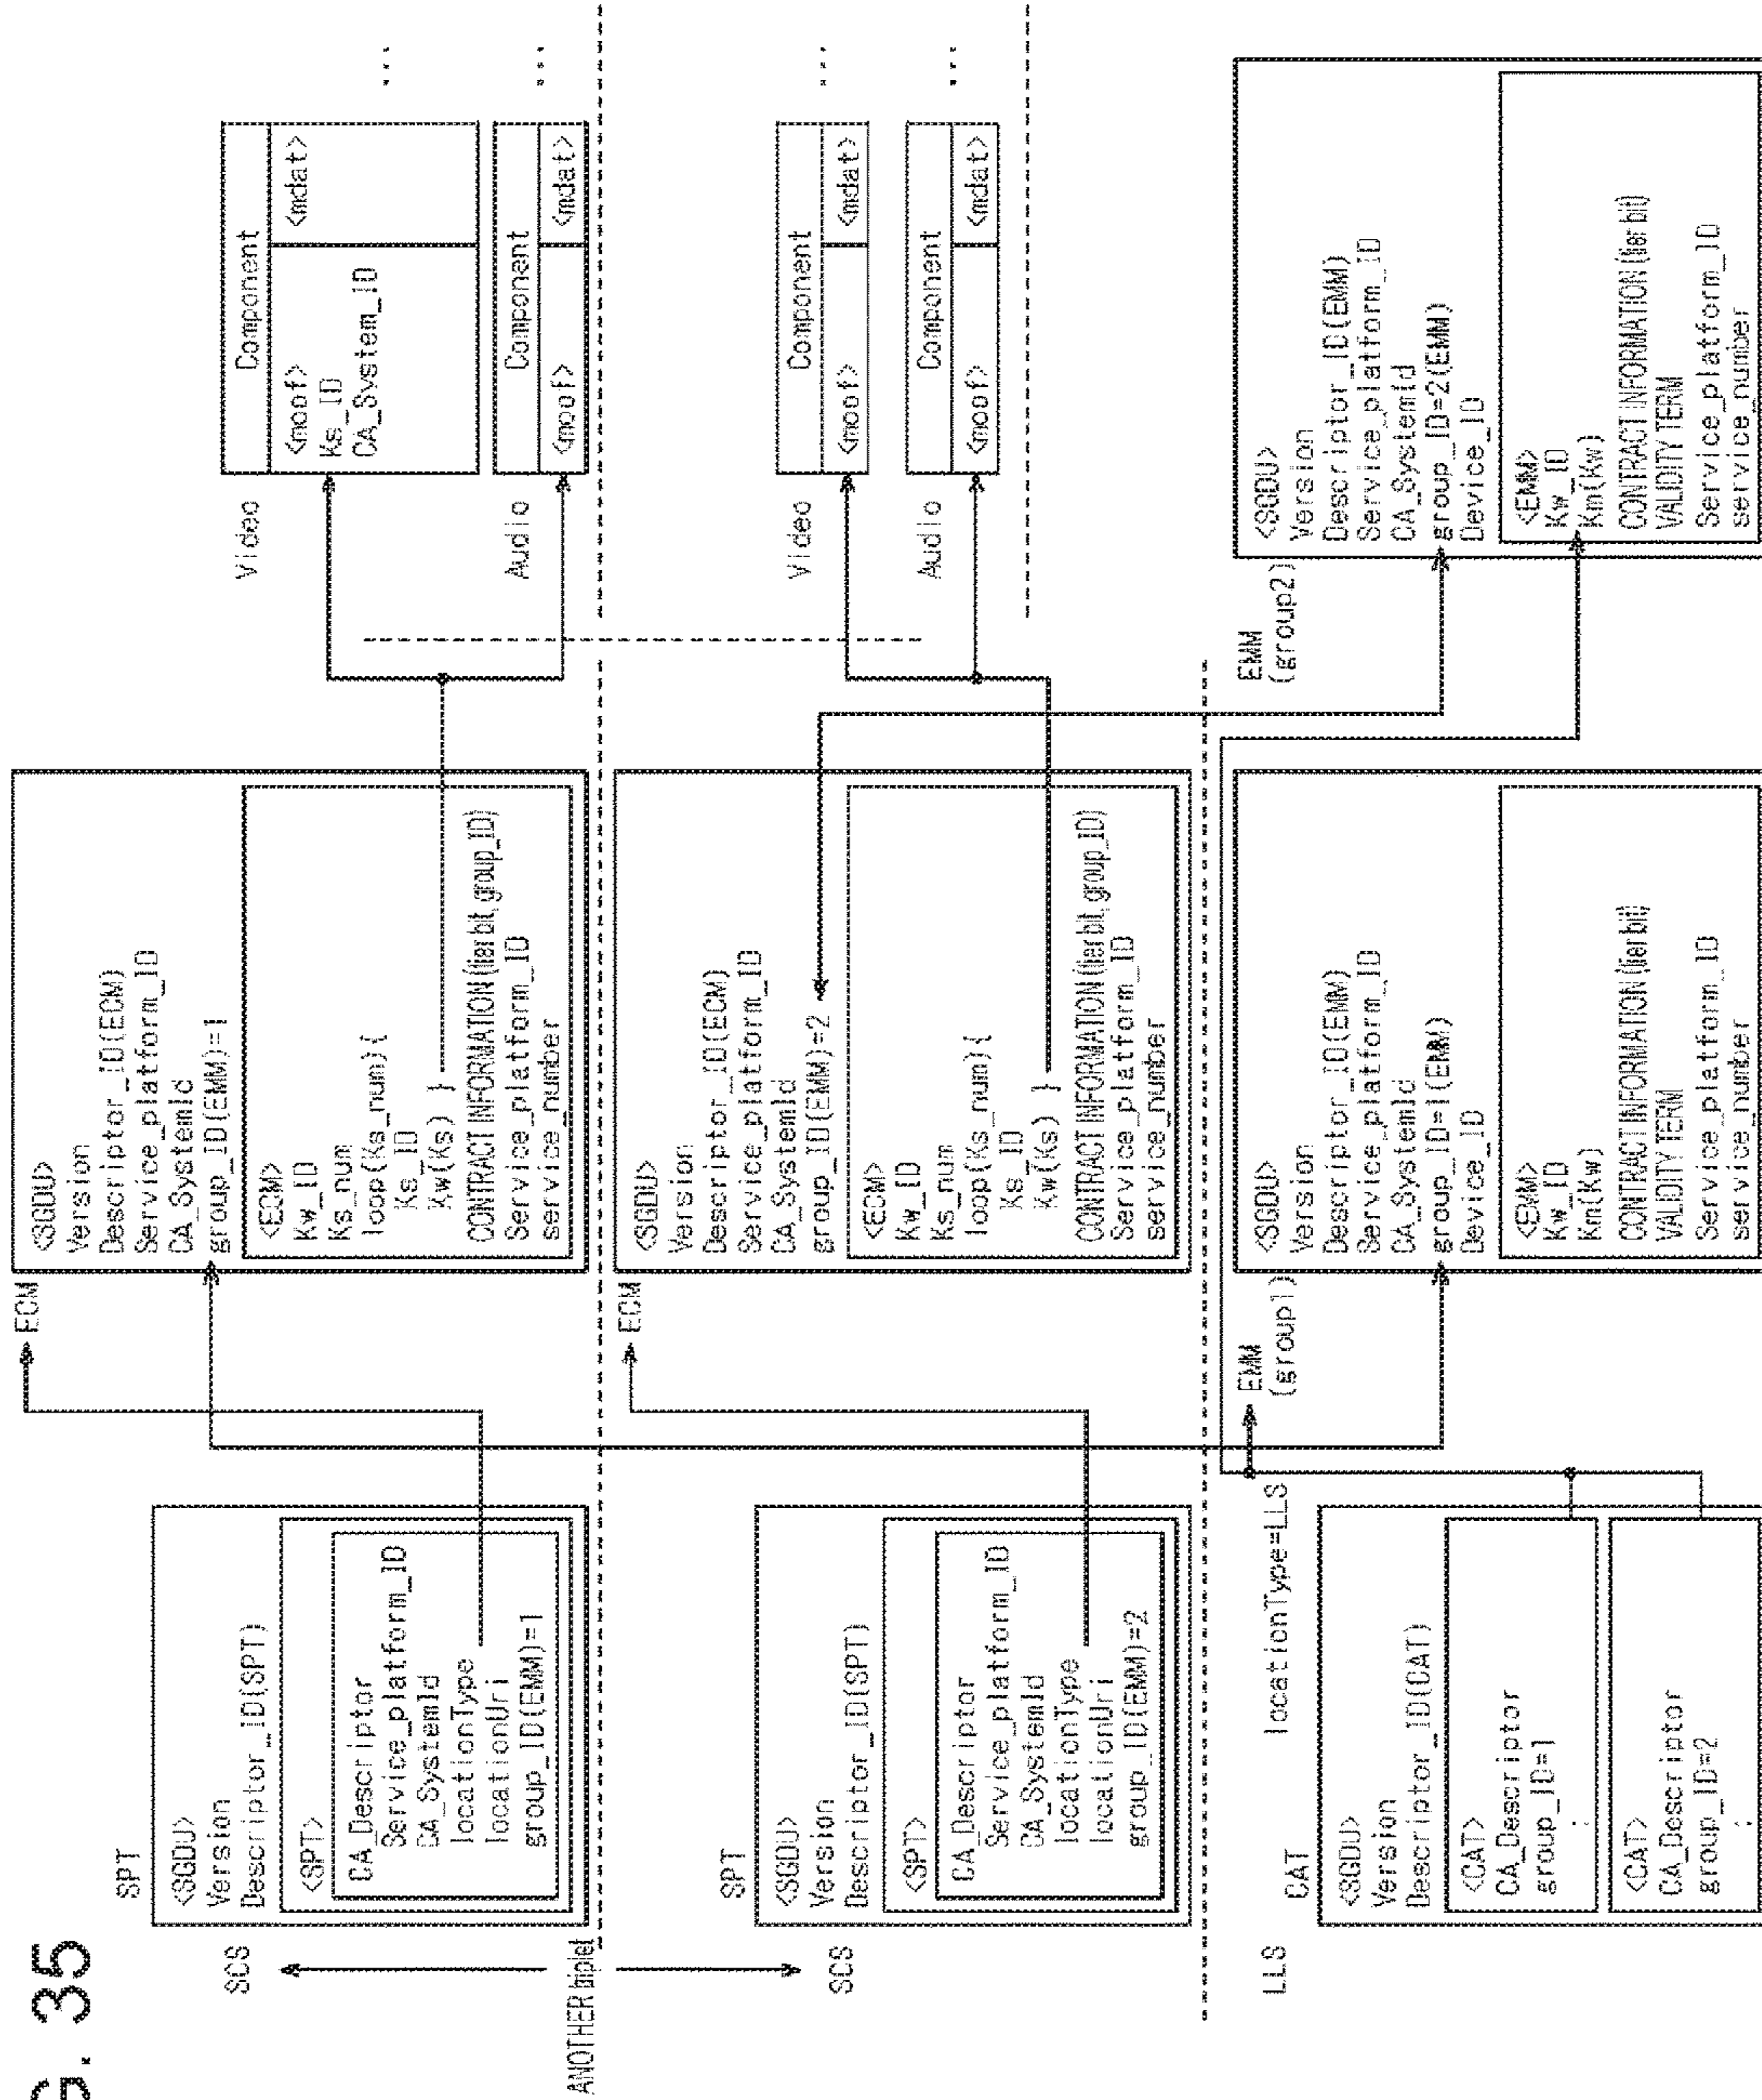 G. 35
SCS
ANOTHER triplet
SCS
LLS
SPT
<SGDU>
Version
Descriptor_ID(SPT)
<SPT>
CA_Descriptor
Service_platform_ID
CA_SystemId
locationType
locationUri
group_ID(EMM)=1
ECM
<SGDU>
Version
Descriptor_ID(ECM)
Service_platform_ID
CA_SystemId
group_ID(EMM)=1
<ECM>
Kw_ID
Ks_num
loop(Ks_num){
Ks_ID
Kw(Ks) }
CONTRACT INFORMATION (tier bit, group_ID)
Service_platform_ID
service_number
Video
Component
<moof>
Ks_ID
CA_System_ID
<mdat>
...
Audio
Component
<moof>
<mdat>
...
SPT
<SGDU>
Version
Descriptor_ID(SPT)
<SPT>
CA_Descriptor
Service_platform_ID
CA_SystemId
locationType
locationUri
group_ID(EMM)=2
ECM
<SGDU>
Version
Descriptor_ID(ECM)
Service_platform_ID
CA_SystemId
group_ID(EMM)=2
<ECM>
Kw_ID
Ks_num
loop(Ks_num){
Ks_ID
Kw(Ks) }
CONTRACT INFORMATION (tier bit, group_ID)
Service_platform_ID
service_number
Video
Component
<moof>
<mdat>
...
Audio
Component
<moof>
<mdat>
...
CAT
locationType=LLS
<SGDU>
Version
Descriptor_ID(CAT)
<CAT>
CA_Descriptor
group_ID=1
:
<CAT>
CA_Descriptor
group_ID=2
:
EMM
(group1)
<SGDU>
Version
Descriptor_ID(EMM)
Service_platform_ID
CA_SystemId
group_ID=1(EMM)
Device_ID
<EMM>
Kw_ID
Km(Kw)
CONTRACT INFORMATION (tier bit)
VALIDITY TERM
Service_platform_ID
service_number
EMM
(group2)
<SGDU>
Version
Descriptor_ID(EMM)
Service_platform_ID
CA_SystemId
group_ID=2(EMM)
Device_ID
<EMM>
Kw_ID
Km(Kw)
CONTRACT INFORMATION (tier bit)
VALIDITY TERM
Service_platform_ID
service_number